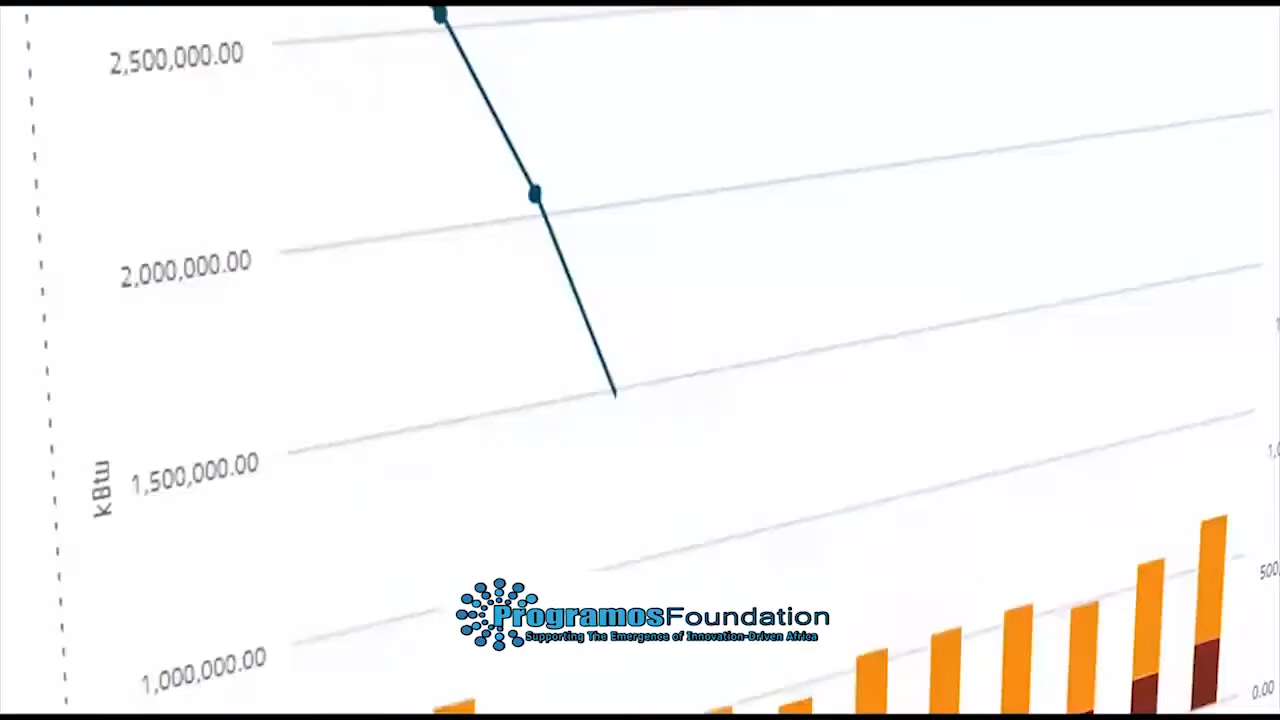 2,500,000.00
2,000,000.00
1,500,000.00
kBtu
1,000,000.00
0.00
ProgramosFoundation
Supporting The Emergence of Innovation-Driven Africa